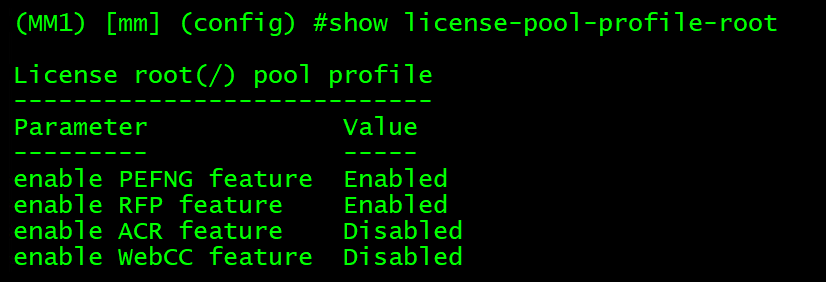 (MM1) [mm] (config) #show license-pool-profile-root
License root(/) pool profile
----------------------------
Parameter             Value
---------             -----
enable PEFNG feature  Enabled
enable RFP feature    Enabled
enable ACR feature    Disabled
enable WebCC feature  Disabled